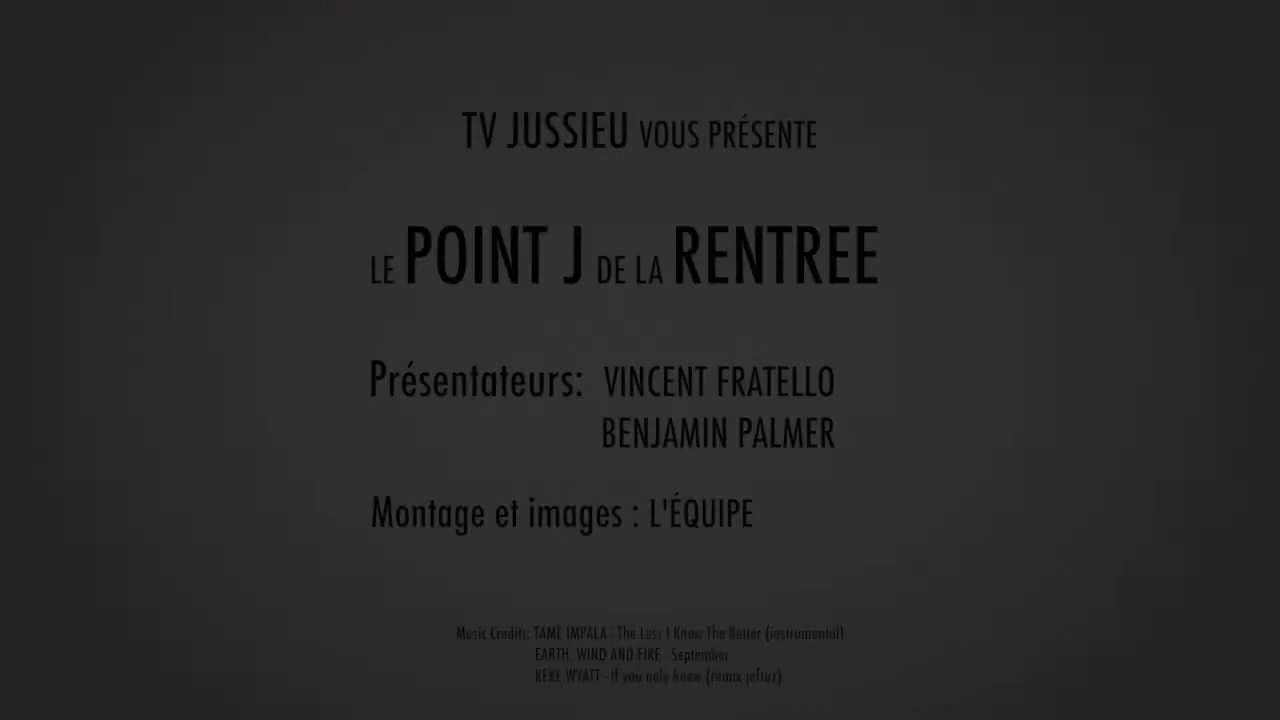 TV JUSSIEU VOUS PRÉSENTE
LE POINT J DE LA RENTREE
Présentateurs: VINCENT FRATELLO
BENJAMIN PALMER
Montage et images : L'ÉQUIPE
Music Credits: TAME IMPALA - The Less I Know The Better (instrumental)
EARTH, WIND AND FIRE - September
KEKE WYATT - If you only knew (remix